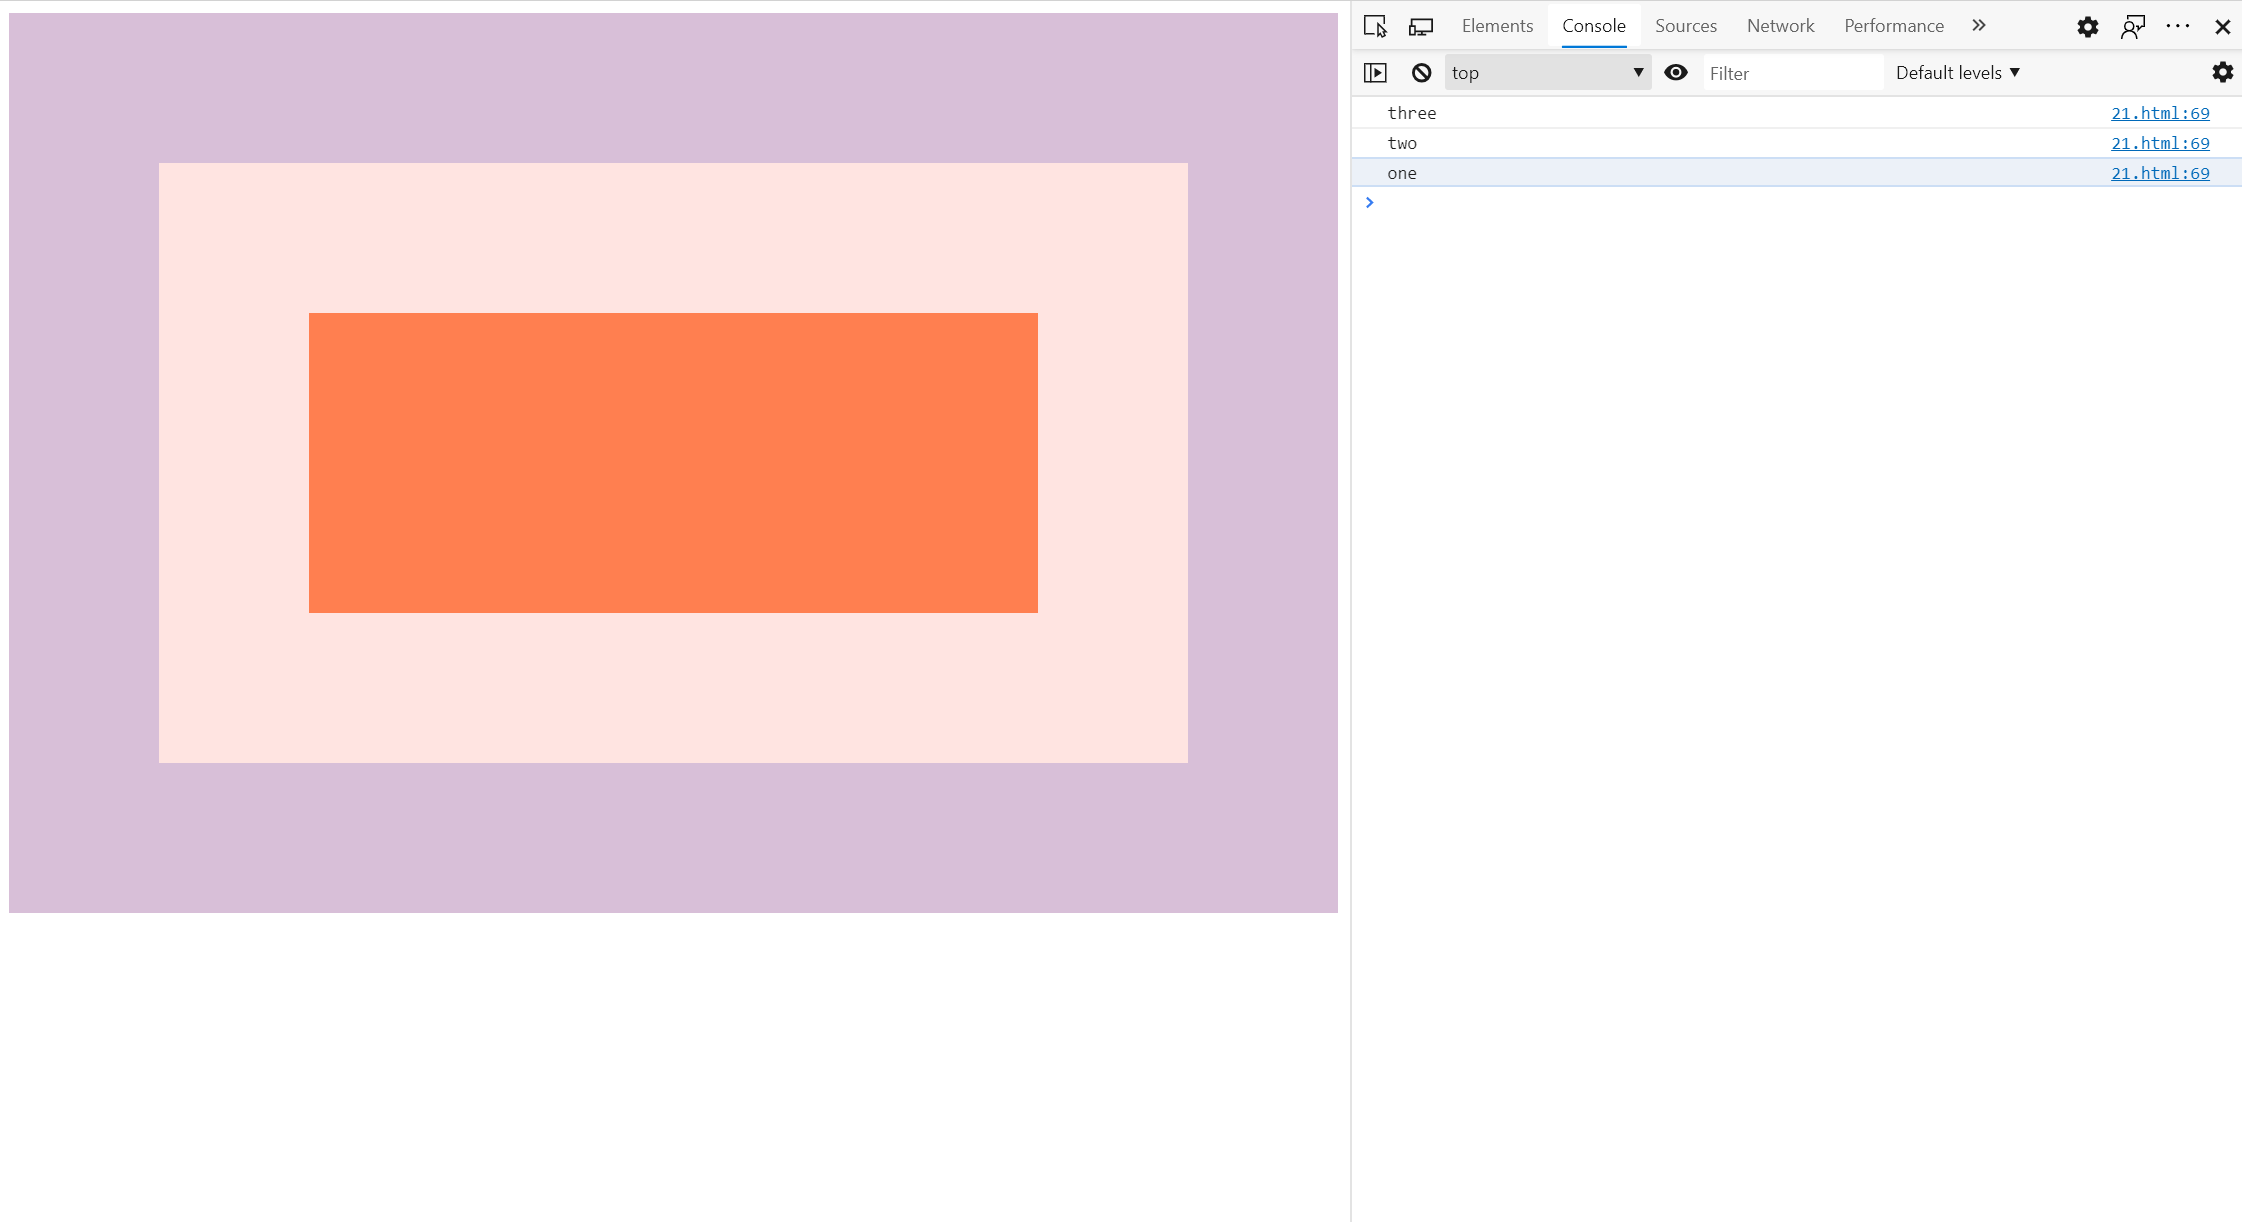 Elements Console Sources Network Performance
top Filter Default levels
three 21.html:69
two 21.html:69
one 21.html:69